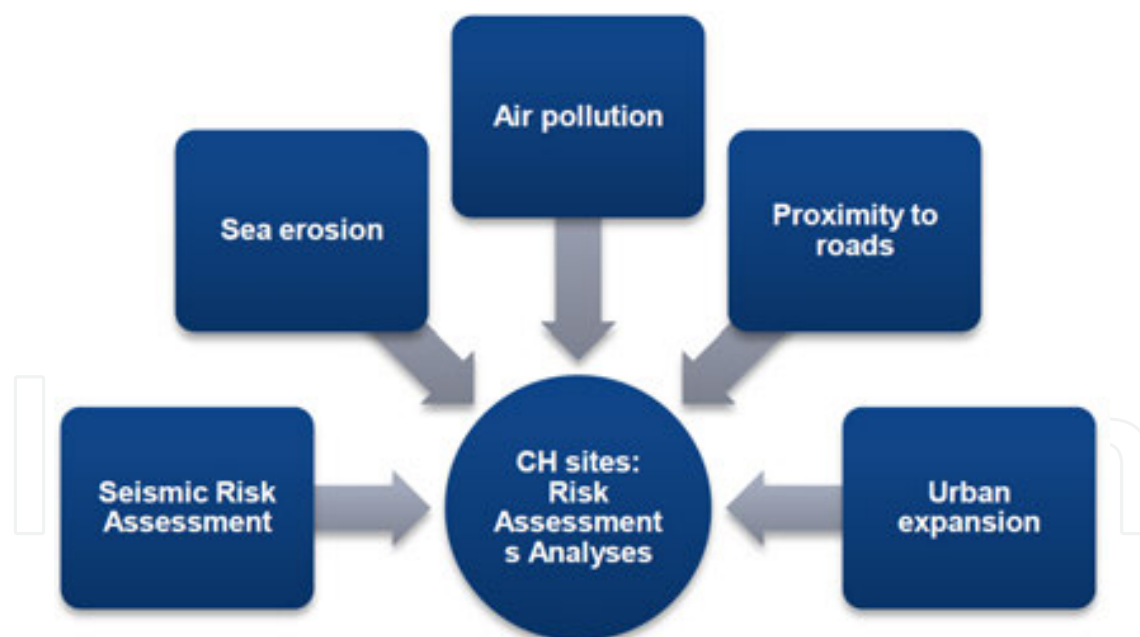 Air pollution
Sea erosion
Proximity to
roads
Seismic Risk
Assessment
CH sites:
Risk
Assessment
s Analyses
Urban
expansion